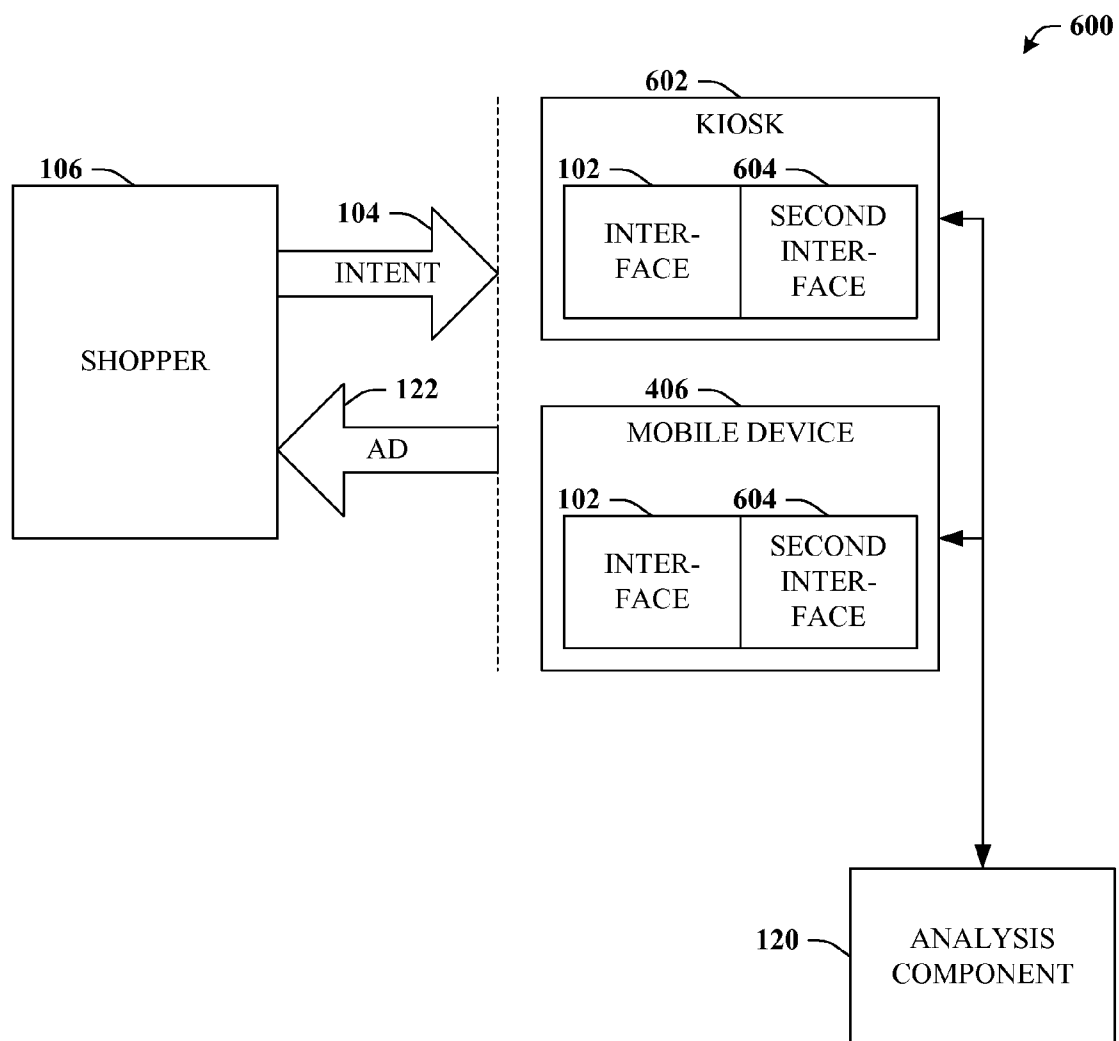 600
602
KIOSK
106
102
604
104
INTER-
FACE
SECOND
INTER-
FACE
INTENT
SHOPPER
122
406
AD
MOBILE DEVICE
102
604
INTER-
FACE
SECOND
INTER-
FACE
120
ANALYSIS
COMPONENT